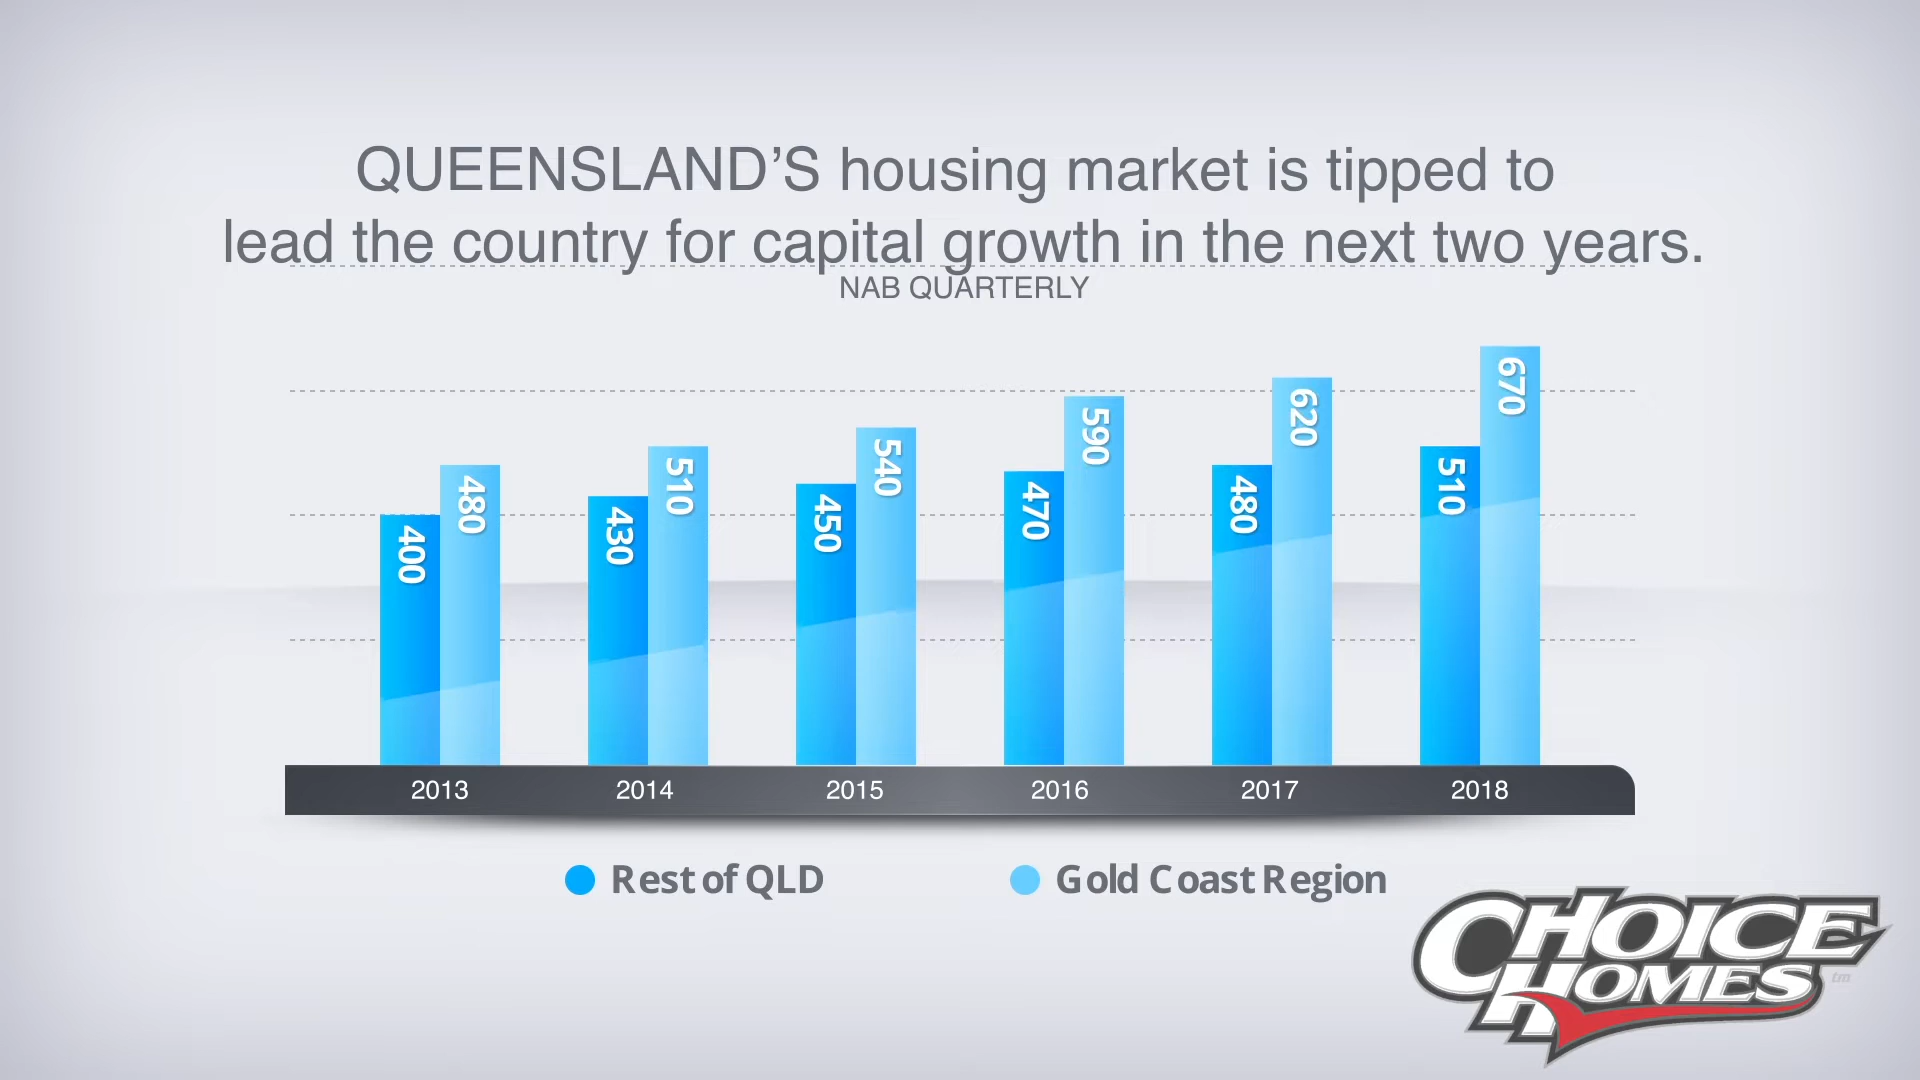 QUEENSLAND'S housing market is tipped to
lead the country for capital growth in the next two years.
NAB QUARTERLY
400
480
430
510
450
540
470
590
480
620
510
670
2013 2014 2015 2016 2017 2018
Rest of QLD Gold Coast Region
CHOICE
HOMES tm